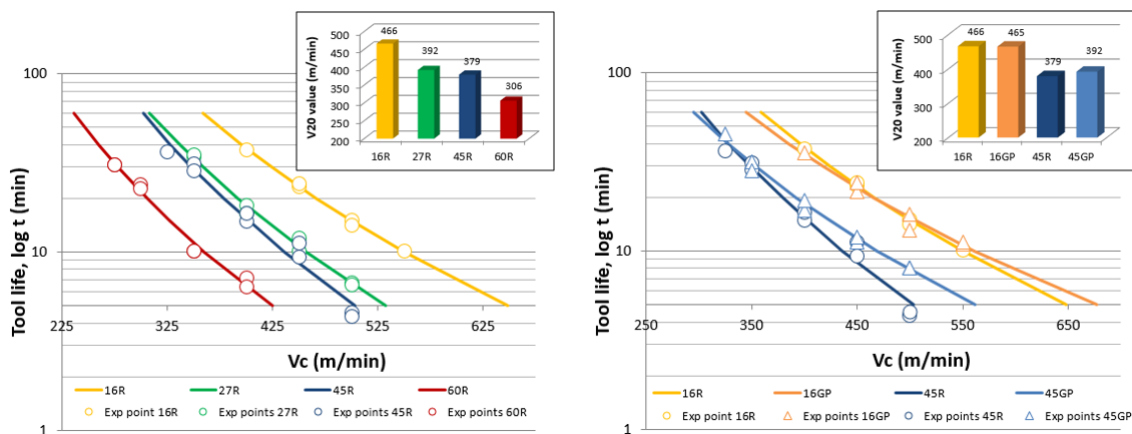 466
392
379
306
500
450
400
350
300
250
200
V20 value (m/min)
16R 27R 45R 60R
100
10
1
Tool life, log t (min)
225 325 425 525 625
Vc (m/min)
16R 27R 45R 60R
Exp point 16R Exp points 27R Exp points 45R Exp points 60R
466 465 379 392
500
400
300
200
V20 value (m/min)
16R 16GP 45R 45GP
100
10
1
Tool life, log t (min)
250 350 450 550 650
Vc (m/min)
16R 16GP 45R 45GP
Exp point 16R Exp points 16GP Exp points 45R Exp points 45GP